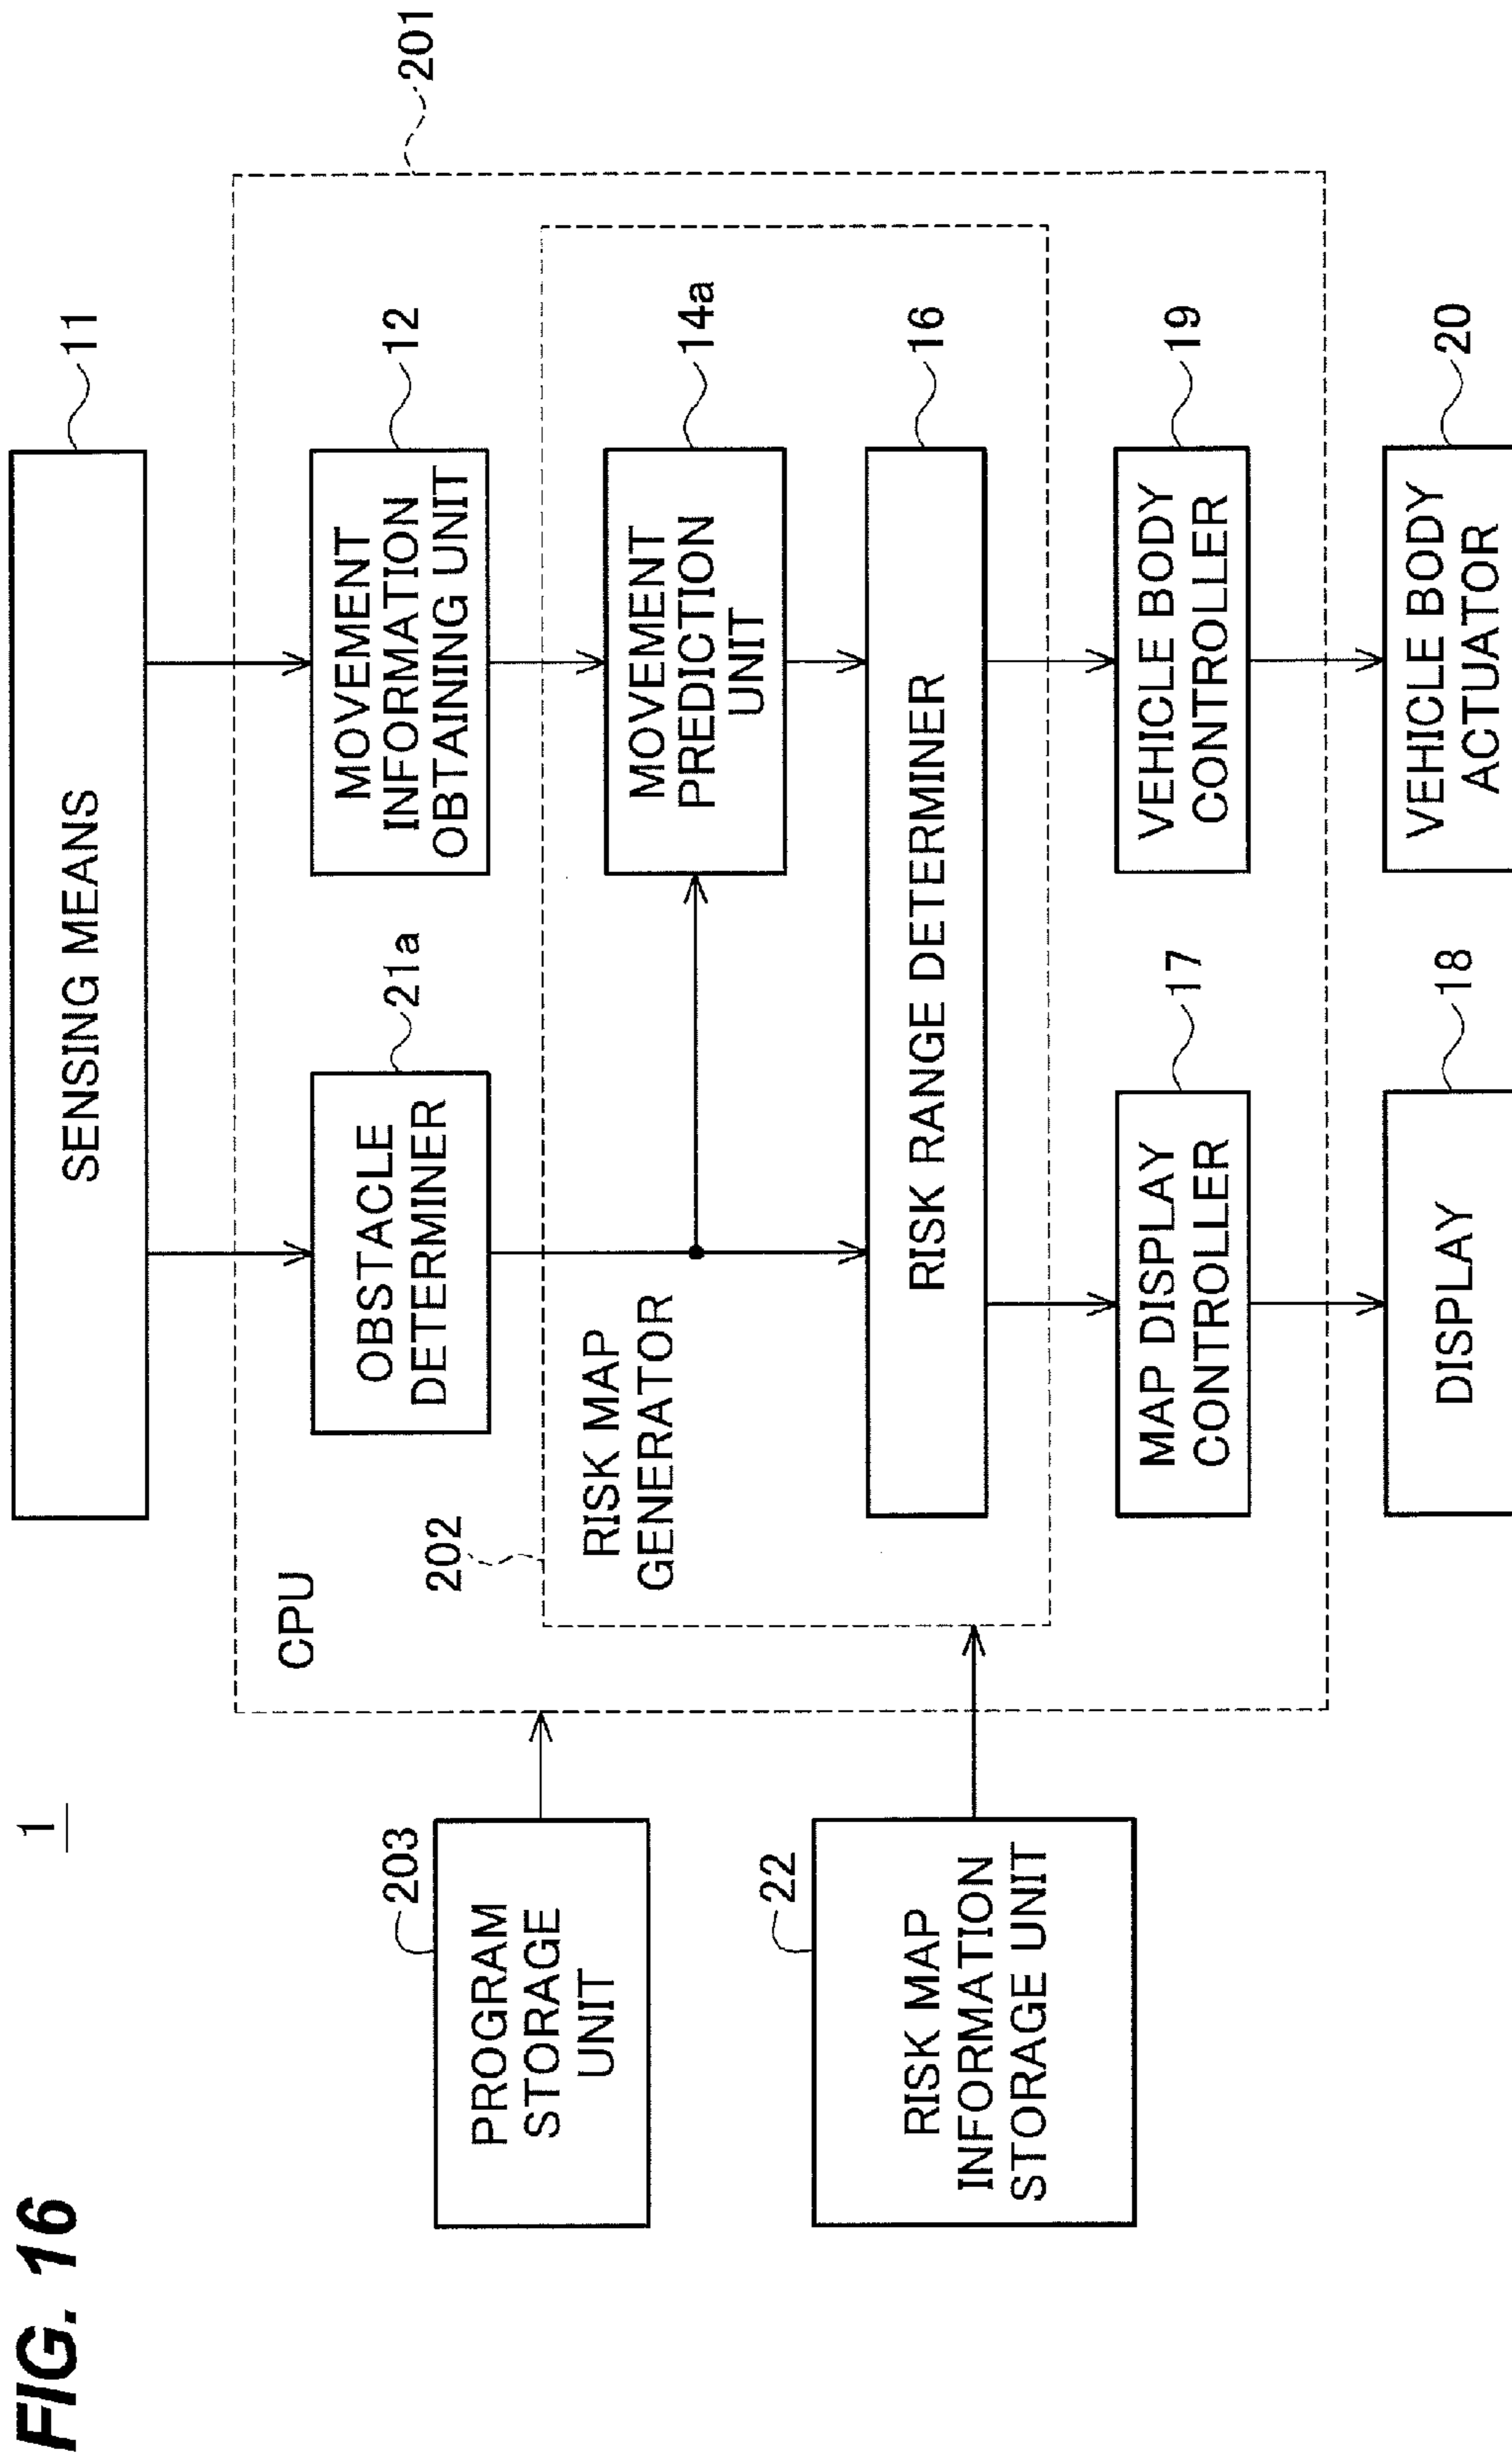 FIG. 16
1
SENSING MEANS
11
CPU
201
OBSTACLE
DETERMINER
21a
MOVEMENT
INFORMATION
OBTAINING UNIT
12
PROGRAM
STORAGE
UNIT
203
202
RISK MAP
GENERATOR
MOVEMENT
PREDICTION
UNIT
14a
RISK MAP
INFORMATION
STORAGE UNIT
22
RISK RANGE DETERMINER
16
MAP DISPLAY
CONTROLLER
17
VEHICLE BODY
CONTROLLER
19
DISPLAY
18
VEHICLE BODY
ACTUATOR
20